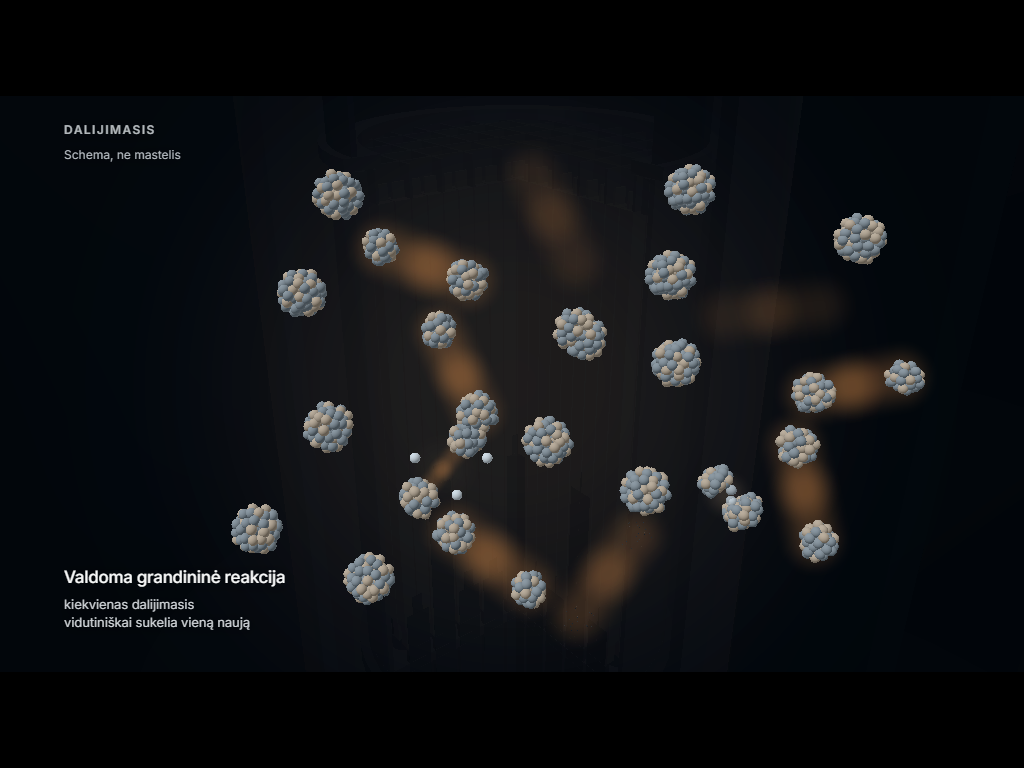 DALIJIMASIS
Schema, ne mastelis
Valdoma grandininė reakcija
kiekvienas dalijimasis
vidutiniškai sukelia vieną naują